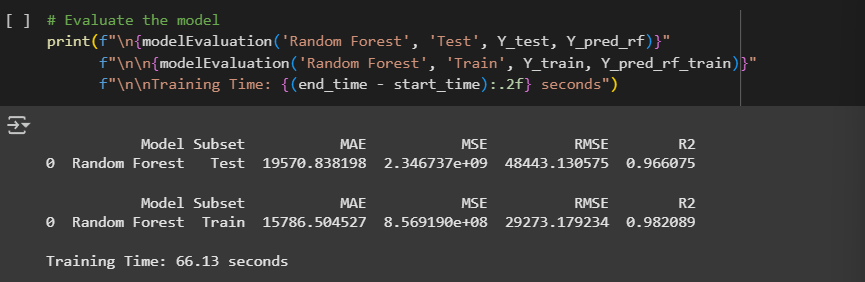 [ ] # Evaluate the model
print(f"\n{modelEvaluation('Random Forest', 'Test', Y_test, Y_pred_rf)}"
f"\n\n{modelEvaluation('Random Forest', 'Train', Y_train, Y_pred_rf_train)}"
f"\n\nTraining Time: {(end_time - start_time):.2f} seconds")
Model Subset MAE MSE RMSE R2
0 Random Forest Test 19570.838198 2.346737e+09 48443.130575 0.966075
Model Subset MAE MSE RMSE R2
0 Random Forest Train 15786.504527 8.569190e+08 29273.179234 0.982089
Training Time: 66.13 seconds